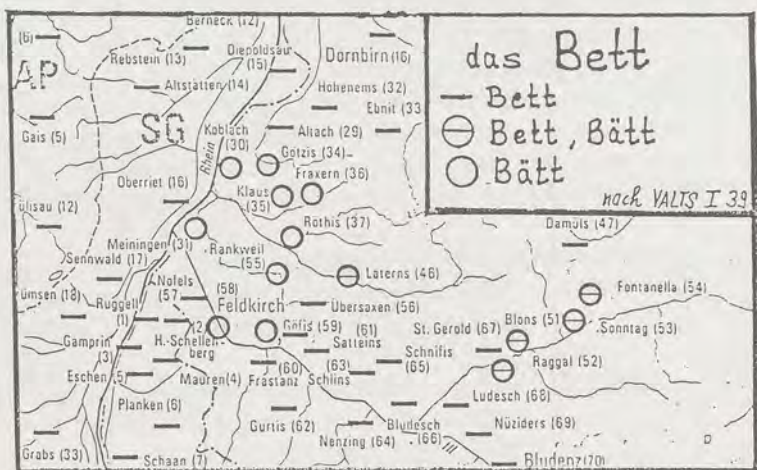 das Bett
Bett
Bett, Bätt
Bätt
nach VALTS I 39
Berneck (12)
(6)
Rebstein (13)
Diepoldsau
(15)
Dornbirn (16)
AP
Altstätten (14)
Hohenems (32)
Ebnit (33
Gais (5)
SG
Koblach
(30)
Altach (29)
Götzis (34)
Fraxern (36)
Rhein
Oberriet (16)
Klaus
(35)
(12)
Röthis (37)
Damüls (47)
Meiningen (31)
Rankweil
(55)
Sennwald (17)
Laterns (46)
Nofels
(57)
(58)
Feldkirch
Fontanella (54)
(18)
Ruggell
(1)
Übersaxen (56)
Blons (51)
Sonntag (53)
(2)
Göfis (59)
(61)
Satteins
St. Gerold (67)
Gamprin
(3)
H.-Schellen-
berg
(63)
Schnifis
(65)
Raggal (52)
Eschen (5)
Mauren (4)
(60)
Frastanz
Schlins
Ludesch (68)
Planken (6)
Gurtis (62)
Bludesch
(66)
Nüziders (69)
Nenzing (64)
Grabs (33)
Schaan (7)
Bludenz (70)